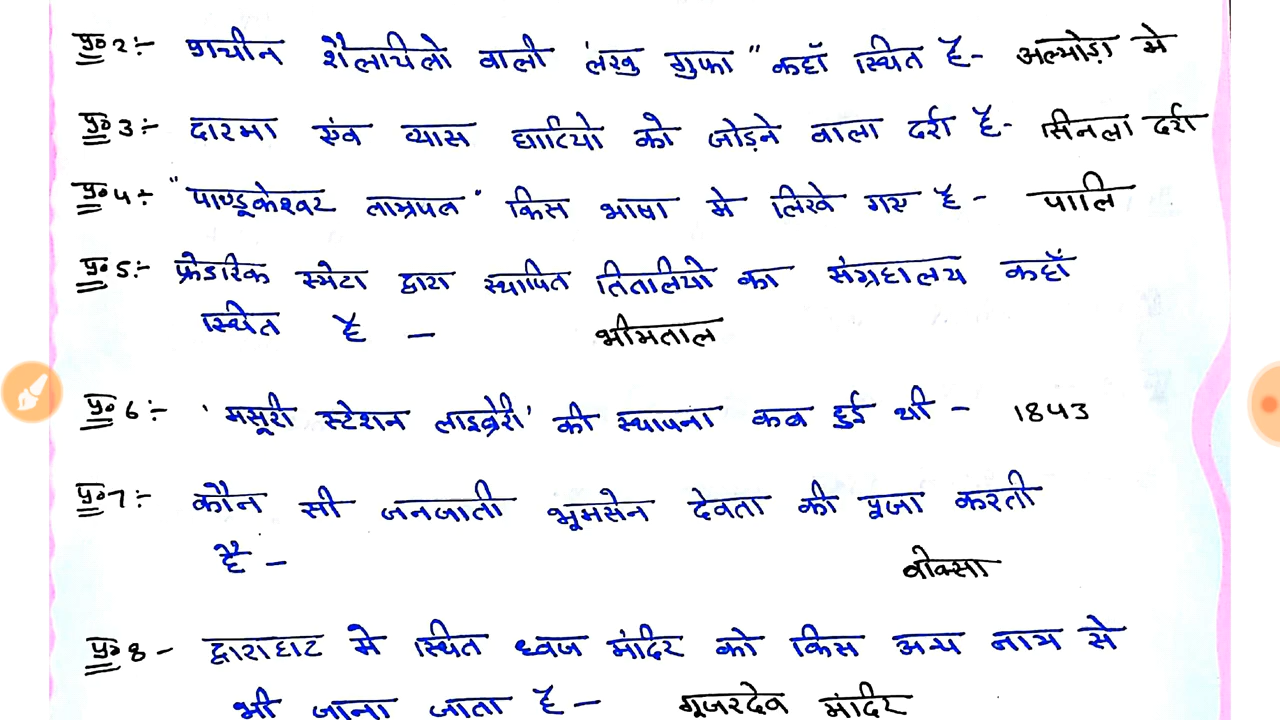 प्र०2:- प्राचीन शैलाचित्रो वाली लखु गुफा" कहाँ स्थित है- अल्मोड़ा मे
प्र०3:- दारमा एंव व्यास घाटियो को जोड़ने वाला दर्रा है- सिनला दर्रा
प्र०4:- "पाण्डूकेश्वर ताम्रपत्र" किस भाषा मे लिखे गए है- पालि
प्र०5:- फ्रेडरिक स्मेटा द्वारा स्थापित तितलियो का संग्रहालय कहाँ
स्थित है - भीमताल
प्र०6:- 'मसूरी स्टेशन लाइब्रेरी' की स्थापना कब हुई थी - 1843
प्र०7:- कौन सी जनजाती भूमसेन देवता की पूजा करती
है - वोक्सा
प्र०8- द्वाराहाट मे स्थित ध्वज मंदिर को किस अन्य नाम से
भी जाना जाता है- गूजरदेव मंदिर